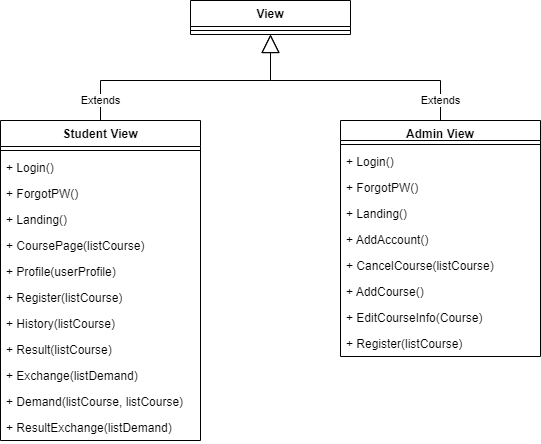 View
Extends
Extends
Student View
+ Login()
+ ForgotPW()
+ Landing()
+ CoursePage(listCourse)
+ Profile(userProfile)
+ Register(listCourse)
+ History(listCourse)
+ Result(listCourse)
+ Exchange(listDemand)
+ Demand(listCourse, listCourse)
+ ResultExchange(listDemand)
Admin View
+ Login()
+ ForgotPW()
+ Landing()
+ AddAccount()
+ CancelCourse(listCourse)
+ AddCourse()
+ EditCourseInfo(Course)
+ Register(listCourse)